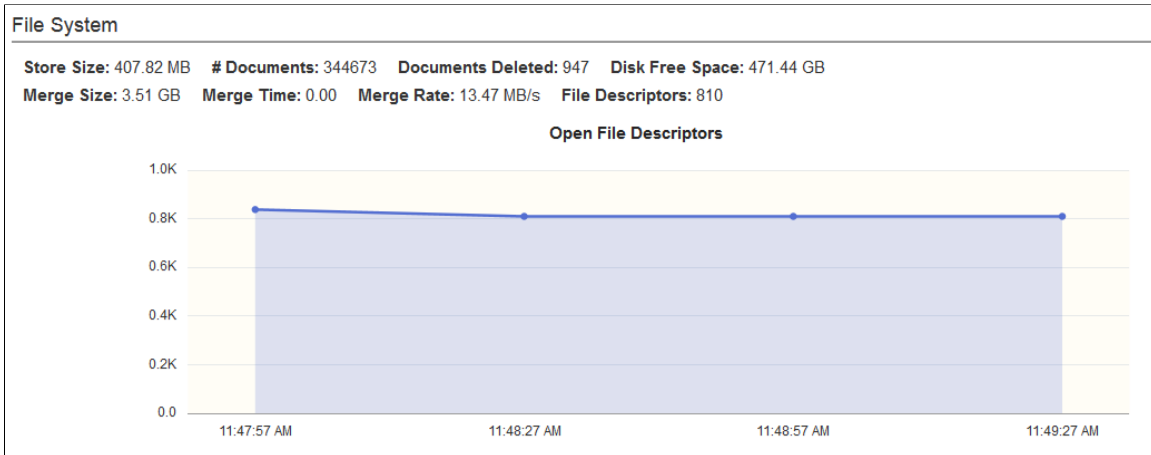 File System
Store Size: 407.82 MB # Documents: 344673 Documents Deleted: 947 Disk Free Space: 471.44 GB
Merge Size: 3.51 GB Merge Time: 0.00 Merge Rate: 13.47 MB/s File Descriptors: 810
Open File Descriptors
1.0K
0.8K
0.6K
0.4K
0.2K
0.0
11:47:57 AM 11:48:27 AM 11:48:57 AM 11:49:27 AM